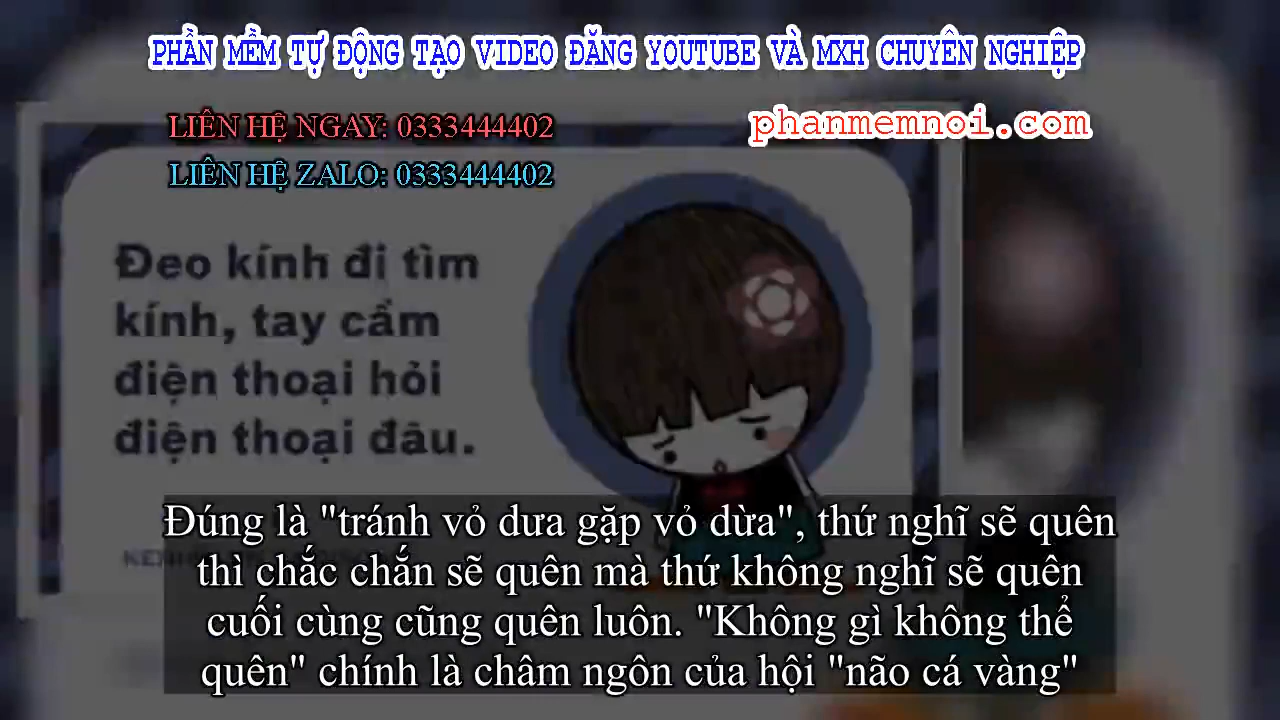 PHẦN MỀM TỰ ĐỘNG TẠO VIDEO ĐĂNG YOUTUBE VÀ MXH CHUYÊN NGHIỆP
LIÊN HỆ NGAY: 0333444402
phanmemnoi.com
LIÊN HỆ ZALO: 0333444402
Đeo kính đi tìm
kính, tay cầm
điện thoại hỏi
điện thoại đâu.
Đúng là "tránh vỏ dưa gặp vỏ dừa", thứ nghĩ sẽ quên
thì chắc chắn sẽ quên mà thứ không nghĩ sẽ quên
cuối cùng cũng quên luôn. "Không gì không thể
quên" chính là châm ngôn của hội "não cá vàng"